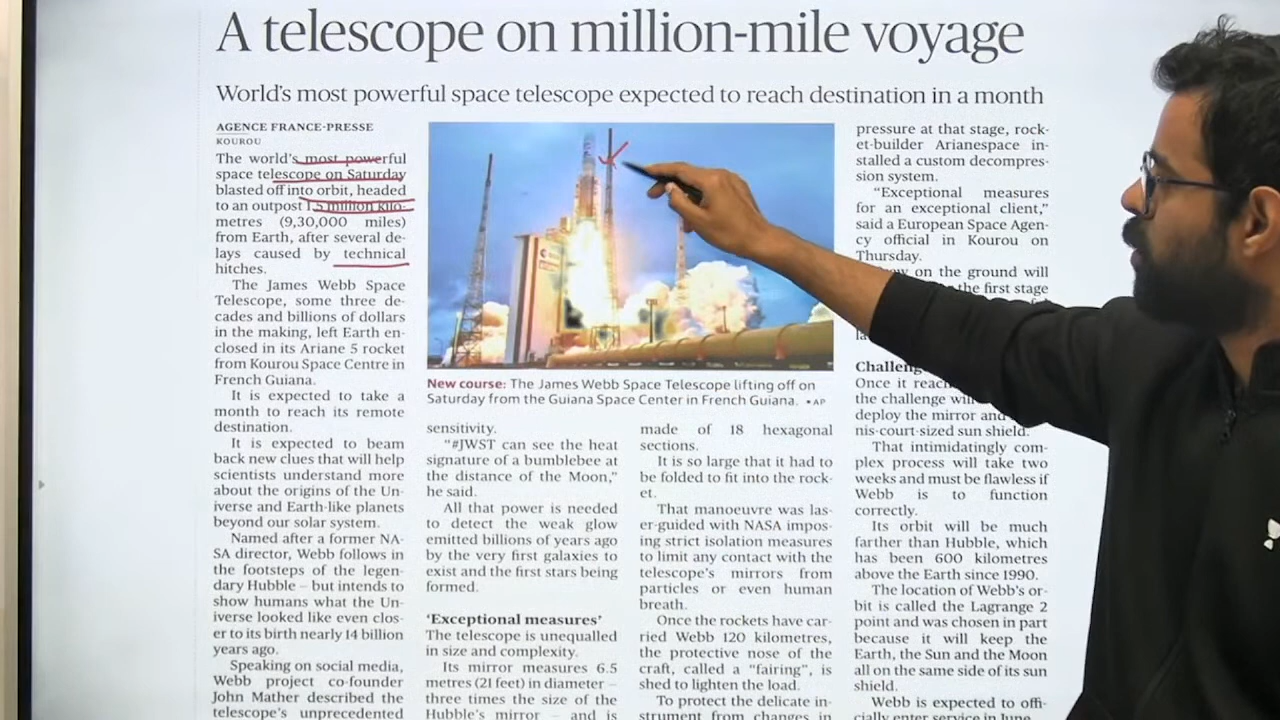 A telescope on million-mile voyage
World's most powerful space telescope expected to reach destination in a month
AGENCE FRANCE-PRESSE
KOUROU
The world's most powerful
space telescope on Saturday
blasted off into orbit, headed
to an outpost 1.5 million kilo-
metres (9,30,000 miles)
from Earth, after several de-
lays caused by technical
hitches.
The James Webb Space
Telescope, some three de-
cades and billions of dollars
in the making, left Earth en-
closed in its Ariane 5 rocket
from Kourou Space Centre in
French Guiana.
It is expected to take a
month to reach its remote
destination.
It is expected to beam
back new clues that will help
scientists understand more
about the origins of the Un-
iverse and Earth-like planets
beyond our solar system.
Named after a former NA-
SA director, Webb follows in
the footsteps of the legen-
dary Hubble – but intends to
show humans what the Un-
iverse looked like even clos-
er to its birth nearly 14 billion
years ago.
Speaking on social media,
Webb project co-founder
John Mather described the
telescope's unprecedented
New course: The James Webb Space Telescope lifting off on
Saturday from the Guiana Space Center in French Guiana. •AP
sensitivity.
"#JWST can see the heat
signature of a bumblebee at
the distance of the Moon,"
he said.
All that power is needed
to detect the weak glow
emitted billions of years ago
by the very first galaxies to
exist and the first stars being
formed.
'Exceptional measures'
The telescope is unequalled
in size and complexity.
Its mirror measures 6.5
metres (21 feet) in diameter –
three times the size of the
Hubble's mirror – and is
made of 18 hexagonal
sections.
It is so large that it had to
be folded to fit into the rock-
et.
That manoeuvre was las-
er-guided with NASA impos-
ing strict isolation measures
to limit any contact with the
telescope's mirrors from
particles or even human
breath.
Once the rockets have car-
ried Webb 120 kilometres,
the protective nose of the
craft, called a "fairing", is
shed to lighten the load.
To protect the delicate in-
strument from changes in
pressure at that stage, rock-
et-builder Arianespace in-
stalled a custom decompres-
sion system.
"Exceptional measures
for an exceptional client,"
said a European Space Agen-
cy official in Kourou on
Thursday.
on the ground will
the first stage
Once it
the challenge
deploy the mirror and
nis-court-sized sun shield.
That intimidatingly com-
plex process will take two
weeks and must be flawless if
Webb is to function
correctly.
Its orbit will be much
farther than Hubble, which
has been 600 kilometres
above the Earth since 1990.
The location of Webb's or-
bit is called the Lagrange 2
point and was chosen in part
because it will keep the
Earth, the Sun and the Moon
all on the same side of its sun
shield.
Webb is expected to offi-
cially enter service in June.